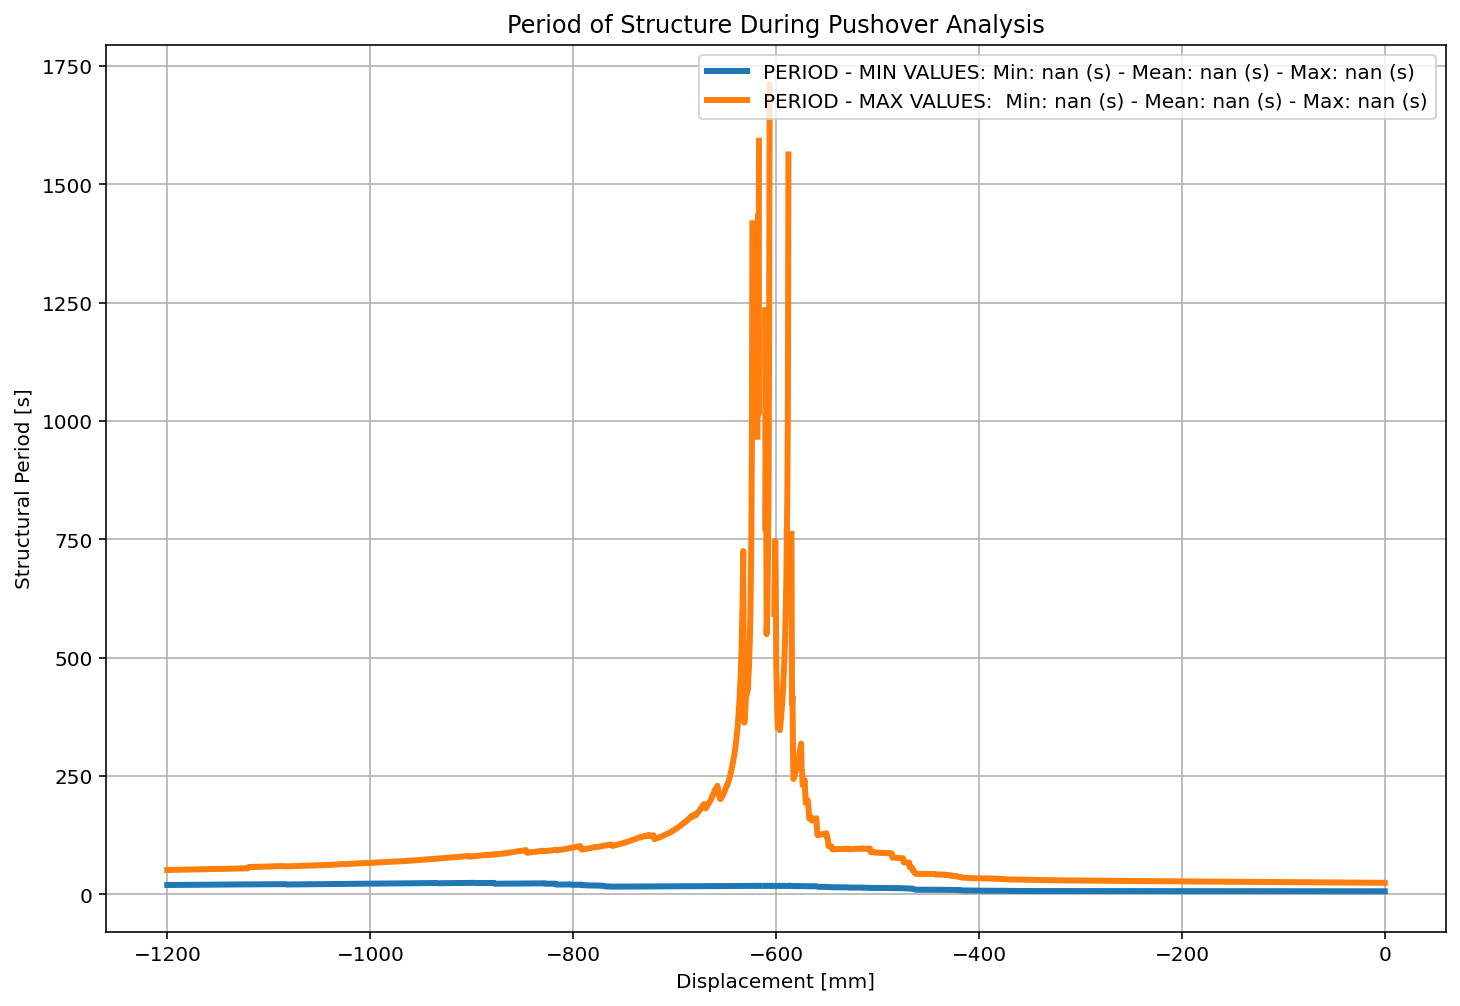 Period of Structure During Pushover Analysis
PERIOD - MIN VALUES: Min: nan (s) - Mean: nan (s) - Max: nan (s)
PERIOD - MAX VALUES:  Min: nan (s) - Mean: nan (s) - Max: nan (s)
Structural Period [s]
1750
1500
1250
1000
750
500
250
0
−1200 −1000 −800 −600 −400 −200 0
Displacement [mm]